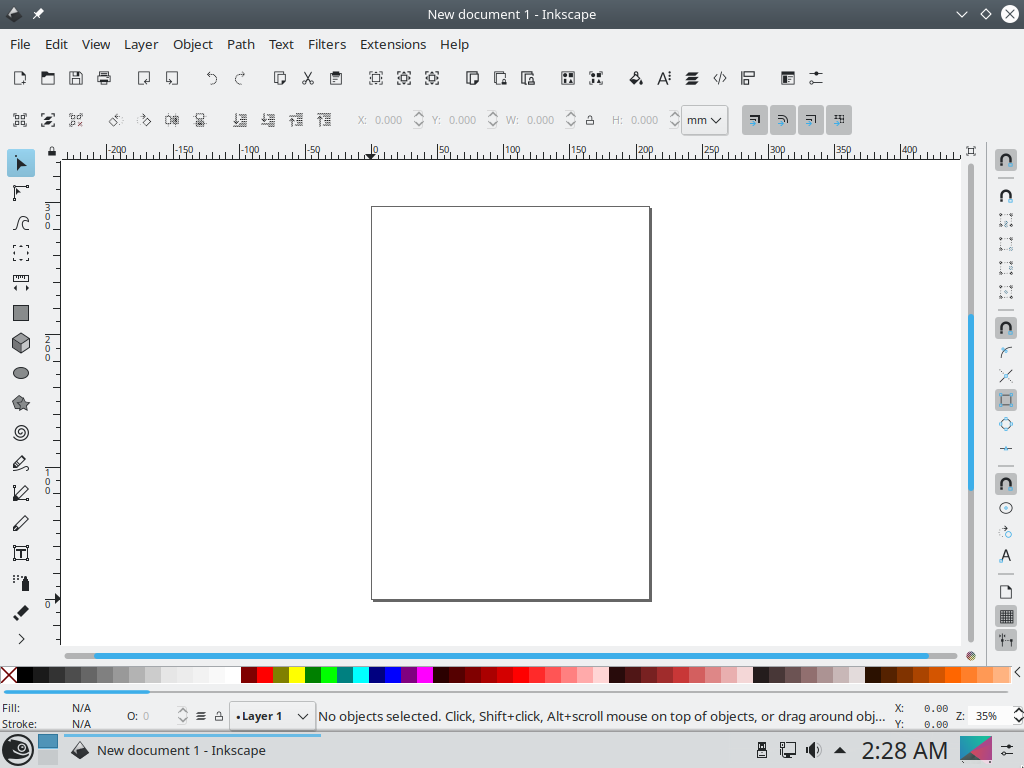 New document 1 - Inkscape
File Edit View Layer Object Path Text Filters Extensions Help
X: 0.000 Y: 0.000 W: 0.000 H: 0.000 mm
-200 -150 -100 -50 0 50 100 150 200 250 300 350 400
300
200
100
0
Fill: N/A
Stroke: N/A
O: 0
•Layer 1
No objects selected. Click, Shift+click, Alt+scroll mouse on top of objects, or drag around obj...
X: 0.00
Y: 0.00
Z: 35%
New document 1 - Inkscape
2:28 AM